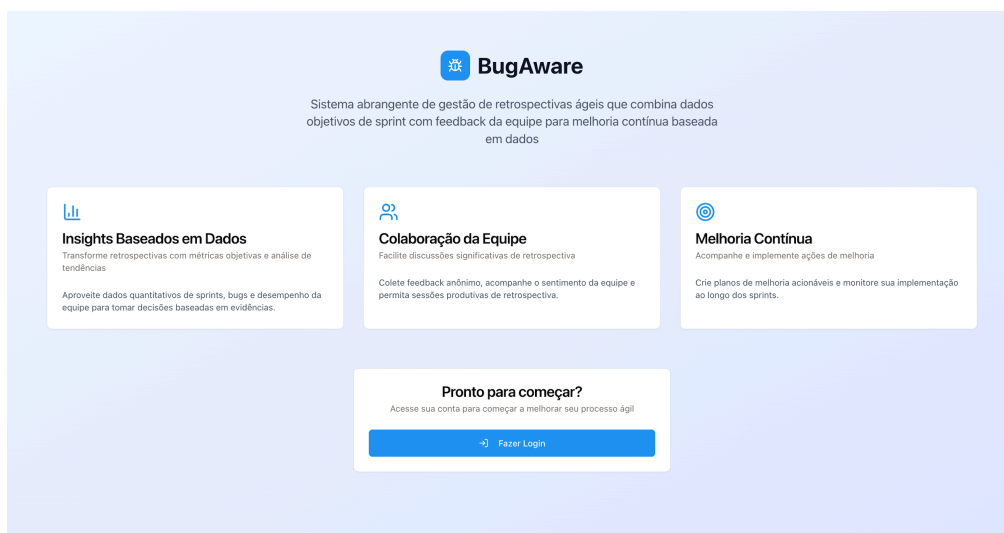 BugAware
Sistema abrangente de gestão de retrospectivas ágeis que combina dados
objetivos de sprint com feedback da equipe para melhoria contínua baseada
em dados
Insights Baseados em Dados
Transforme retrospectivas com métricas objetivas e análise de
tendências
Aproveite dados quantitativos de sprints, bugs e desempenho da
equipe para tomar decisões baseadas em evidências.
Colaboração da Equipe
Facilite discussões significativas de retrospectiva
Colete feedback anônimo, acompanhe o sentimento da equipe e
permita sessões produtivas de retrospectiva.
Melhoria Contínua
Acompanhe e implemente ações de melhoria
Crie planos de melhoria acionáveis e monitore sua implementação
ao longo dos sprints.
Pronto para começar?
Acesse sua conta para começar a melhorar seu processo ágil
Fazer Login